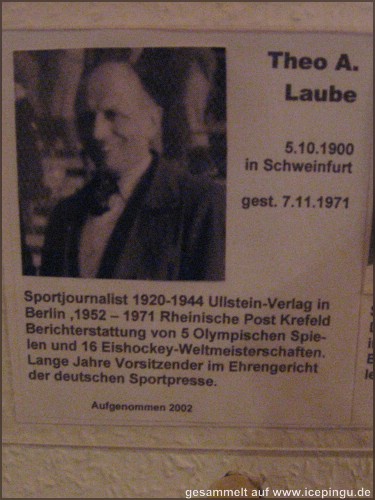 Theo A.
Laube
5.10.1900
in Schweinfurt
gest. 7.11.1971
Sportjournalist 1920-1944 Ullstein-Verlag in
Berlin ,1952 – 1971 Rheinische Post Krefeld
Berichterstattung von 5 Olympischen Spie-
len und 16 Eishockey-Weltmeisterschaften.
Lange Jahre Vorsitzender im Ehrengericht
der deutschen Sportpresse.
Aufgenommen 2002
gesammelt auf www.icepingu.de